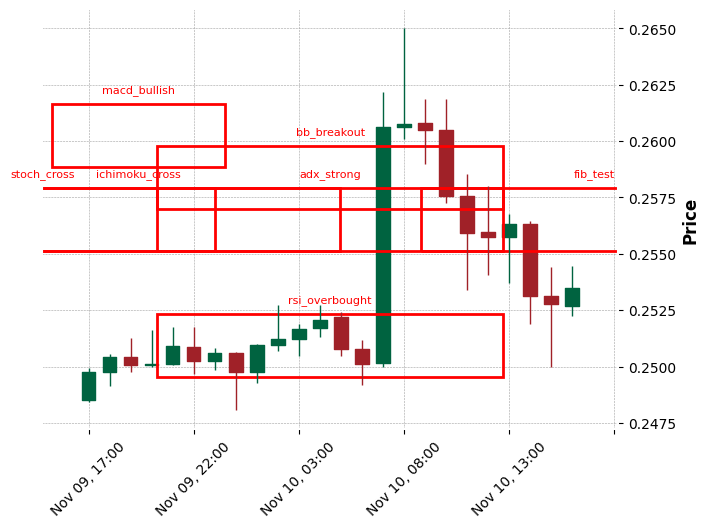 0.2650
0.2625
macd_bullish
0.2600
bb_breakout
stoch_cross
ichimoku_cross
adx_strong
fib_test
0.2575
Price
0.2550
rsi_overbought
0.2525
0.2500
0.2475
Nov 09, 17:00
Nov 09, 22:00
Nov 10, 03:00
Nov 10, 08:00
Nov 10, 13:00